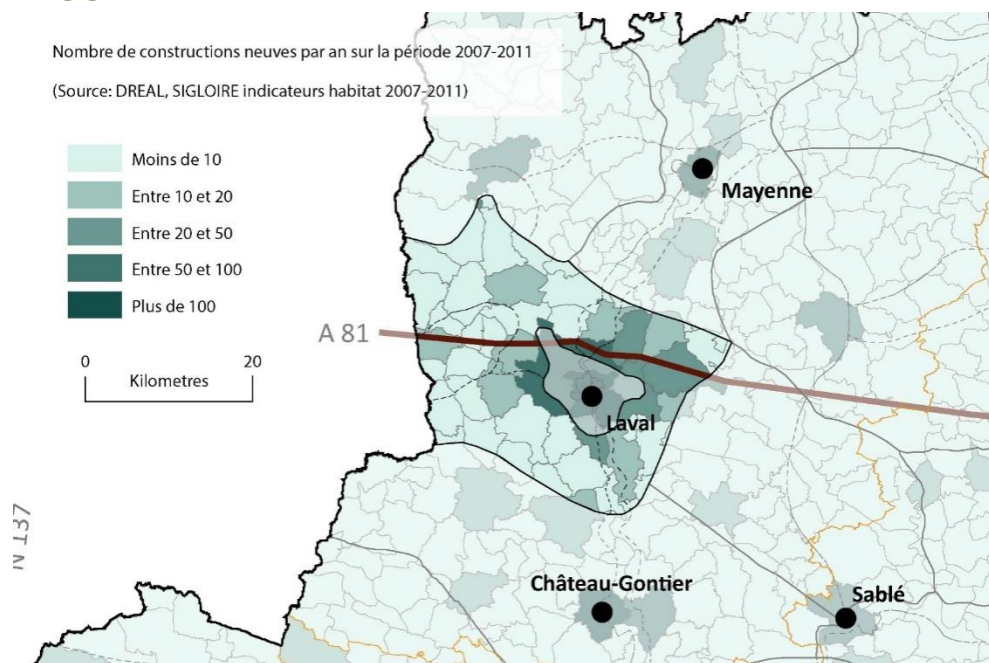 Nombre de constructions neuves par an sur la période 2007-2011
(Source: DREAL, SIGLOIRE indicateurs habitat 2007-2011)
Moins de 10
Entre 10 et 20
Entre 20 et 50
Entre 50 et 100
Plus de 100
0 20
Kilometres
Mayenne
A 81
Laval
N 137
Château-Gontier
Sablé